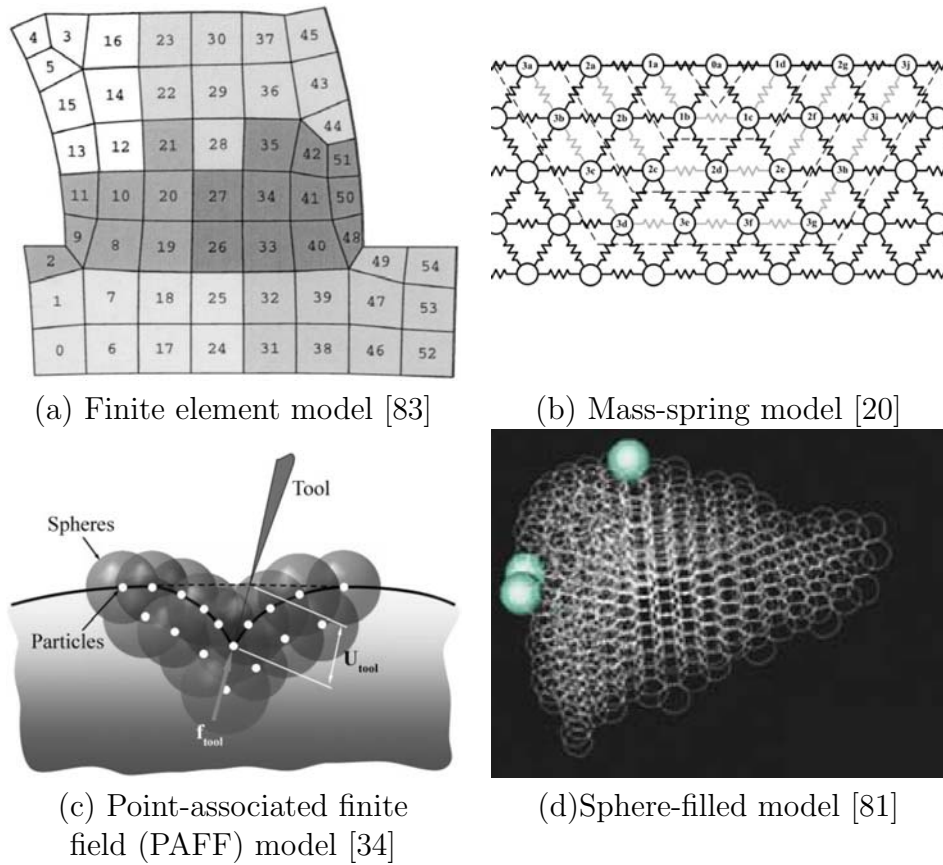 4 3 16 23 30 37 45
5
15 14 22 29 36 43
44
13 12 21 28 35 42 51
11 10 20 27 34 41 50
9 8 19 26 33 40 48
2 49 54
1 7 18 25 32 39 47 53
0 6 17 24 31 38 46 52
(a) Finite element model [83]
3a 2a 1a 0a 1d 2g 3j
3b 2b 1b 1c 2f 3i
3c 2c 2d 2e 3h
3d 3e 3f 3g
(b) Mass-spring model [20]
Tool
Spheres
Particles
U_tool
f_tool
(c) Point-associated finite
field (PAFF) model [34]
(d)Sphere-filled model [81]